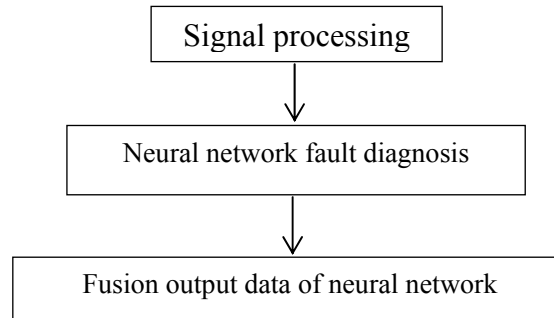 Signal processing
Neural network fault diagnosis
Fusion output data of neural network